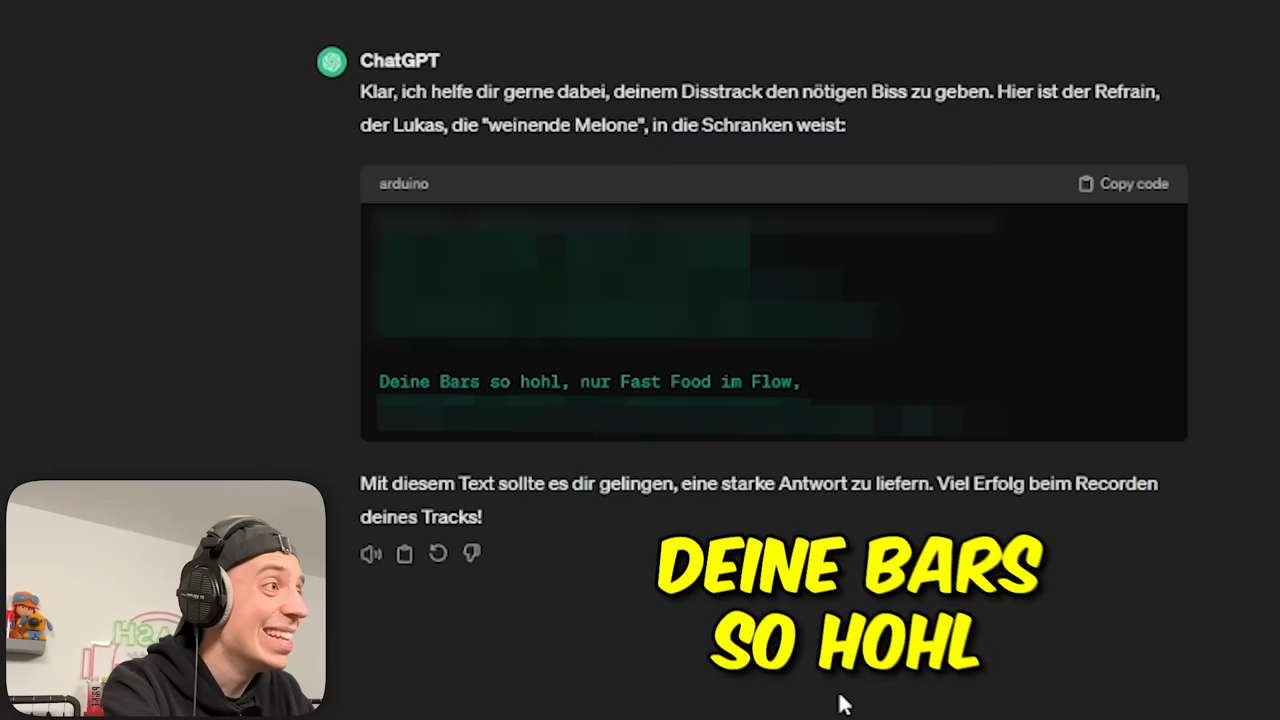 ChatGPT
Klar, ich helfe dir gerne dabei, deinem Disstrack den nötigen Biss zu geben. Hier ist der Refrain,
der Lukas, die "weinende Melone", in die Schranken weist:
arduino
Copy code
Deine Bars so hohl, nur Fast Food im Flow,
Mit diesem Text sollte es dir gelingen, eine starke Antwort zu liefern. Viel Erfolg beim Recorden
deines Tracks!
DEINE BARS
SO HOHL